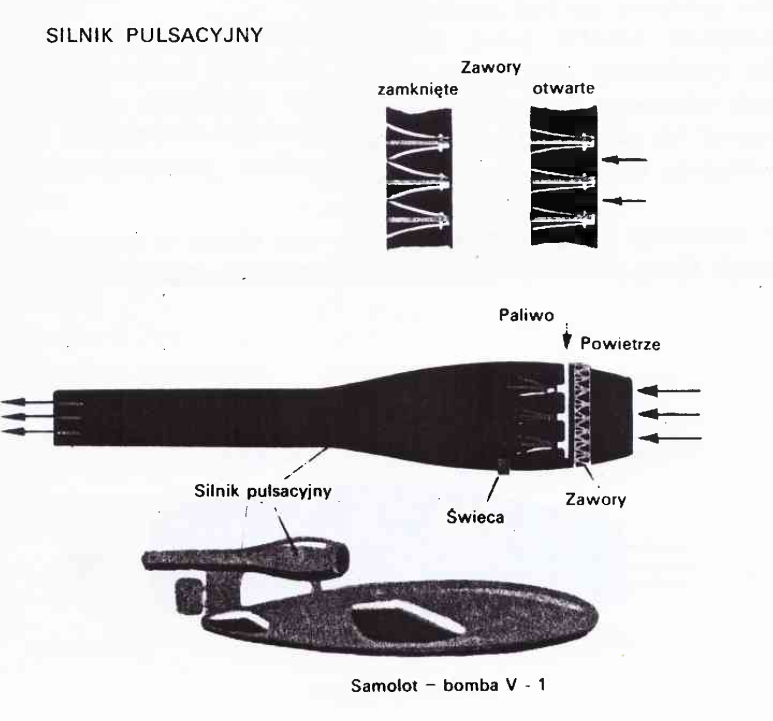 SILNIK PULSACYJNY
Zawory
zamknięte
otwarte
Paliwo
Powietrze
Silnik pulsacyjny
Świeca
Zawory
Samolot – bomba V - 1